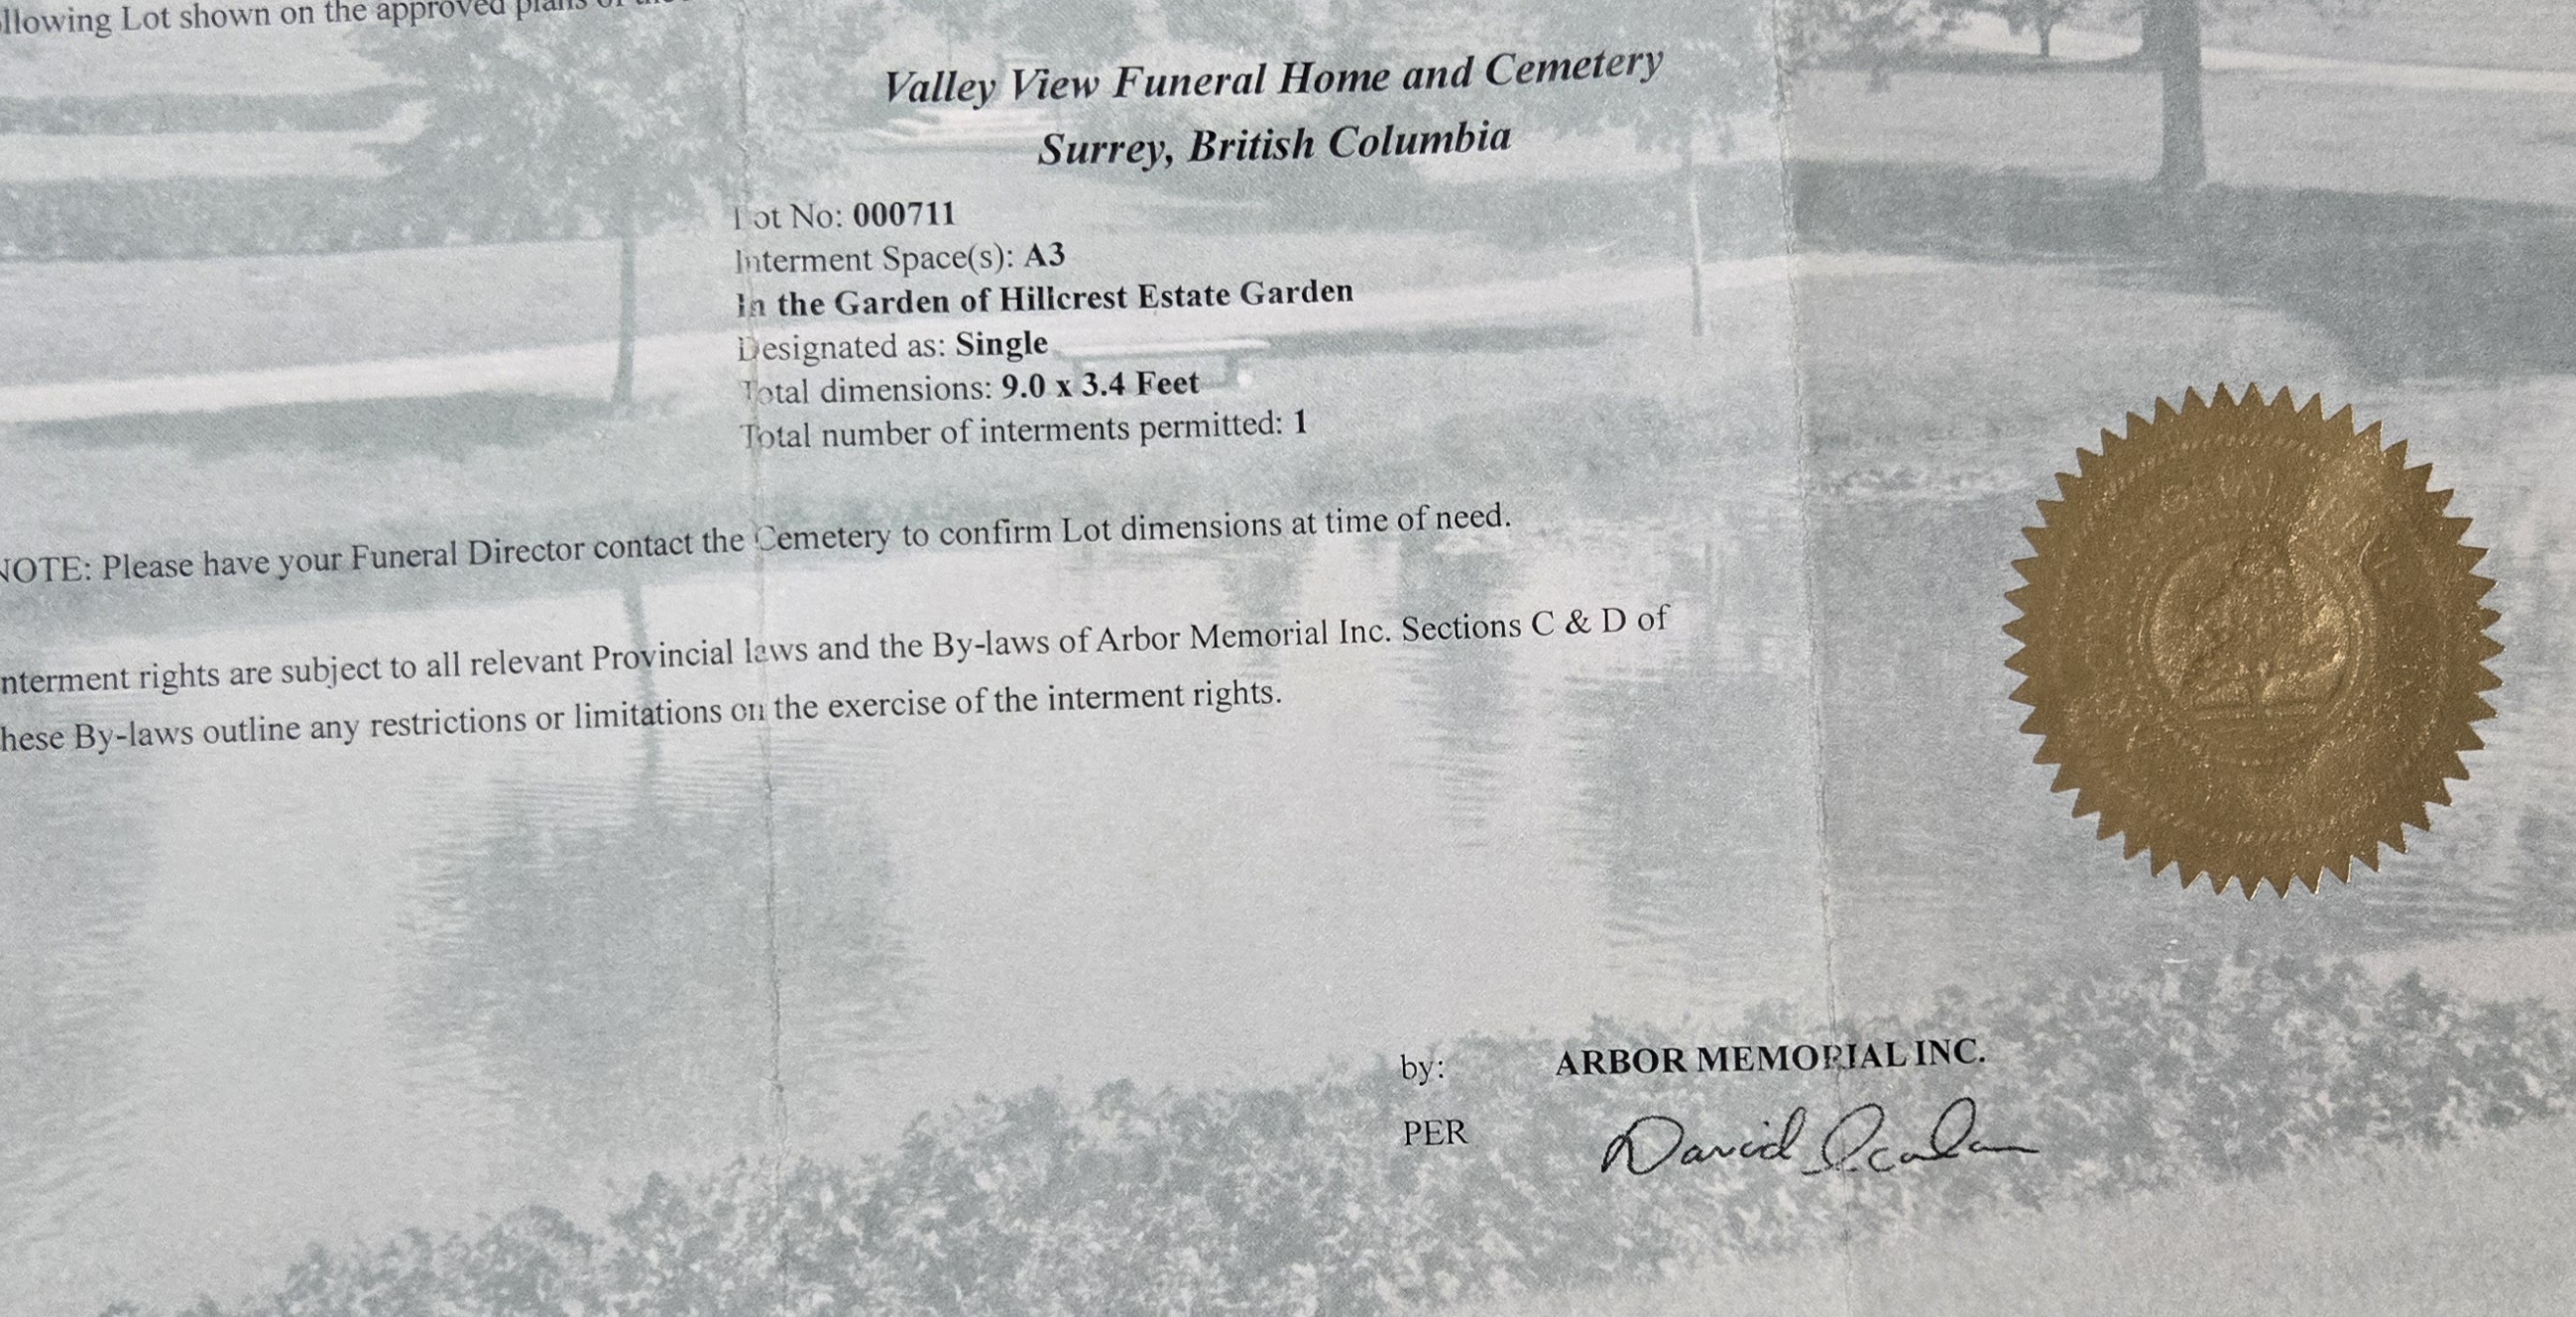 llowing Lot shown on the approved plans of the
Valley View Funeral Home and Cemetery
Surrey, British Columbia
Lot No: 000711
Interment Space(s): A3
In the Garden of Hillcrest Estate Garden
Designated as: Single
Total dimensions: 9.0 x 3.4 Feet
Total number of interments permitted: 1
NOTE: Please have your Funeral Director contact the Cemetery to confirm Lot dimensions at time of need.
nterment rights are subject to all relevant Provincial laws and the By-laws of Arbor Memorial Inc. Sections C & D of
hese By-laws outline any restrictions or limitations on the exercise of the interment rights.
by: ARBOR MEMORIAL INC.
PER David